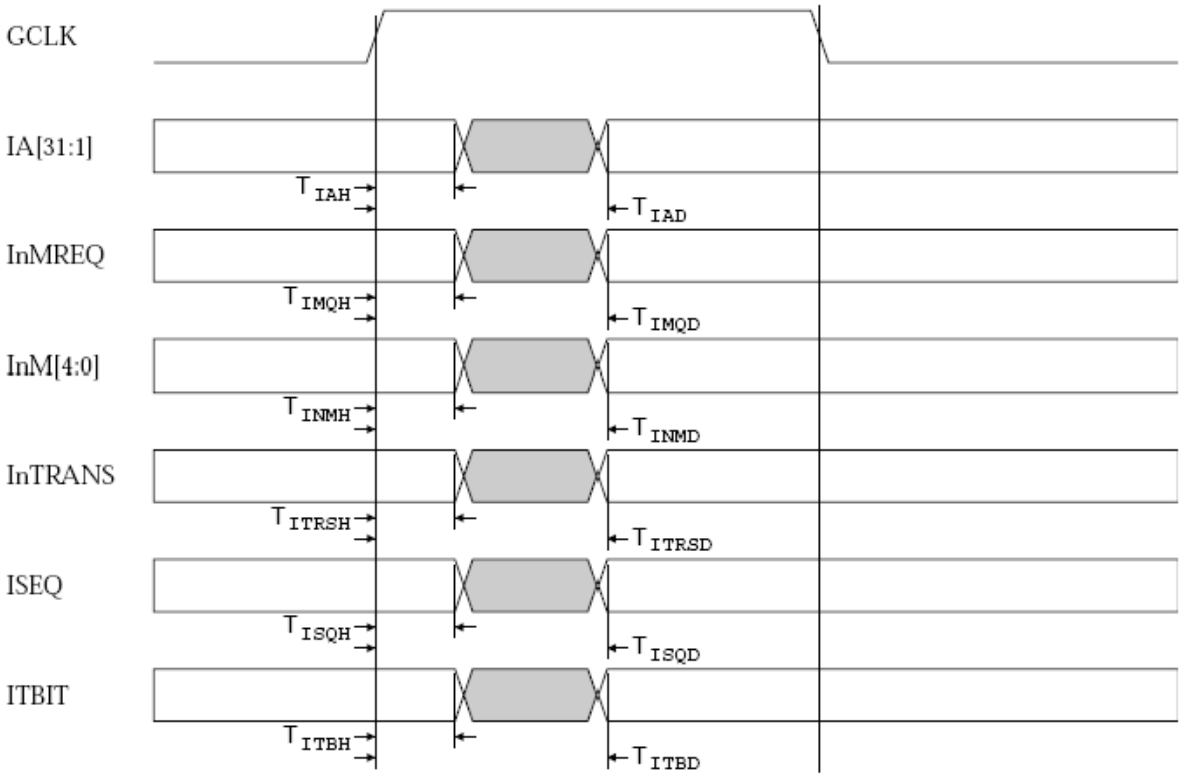 GCLK
IA[31:1]
TIAH
TIAD
InMREQ
TIMQH
TIMQD
InM[4:0]
TINMH
TINMD
InTRANS
TITRSH
TITRSD
ISEQ
TISQH
TISQD
ITBIT
TITBH
TITBD